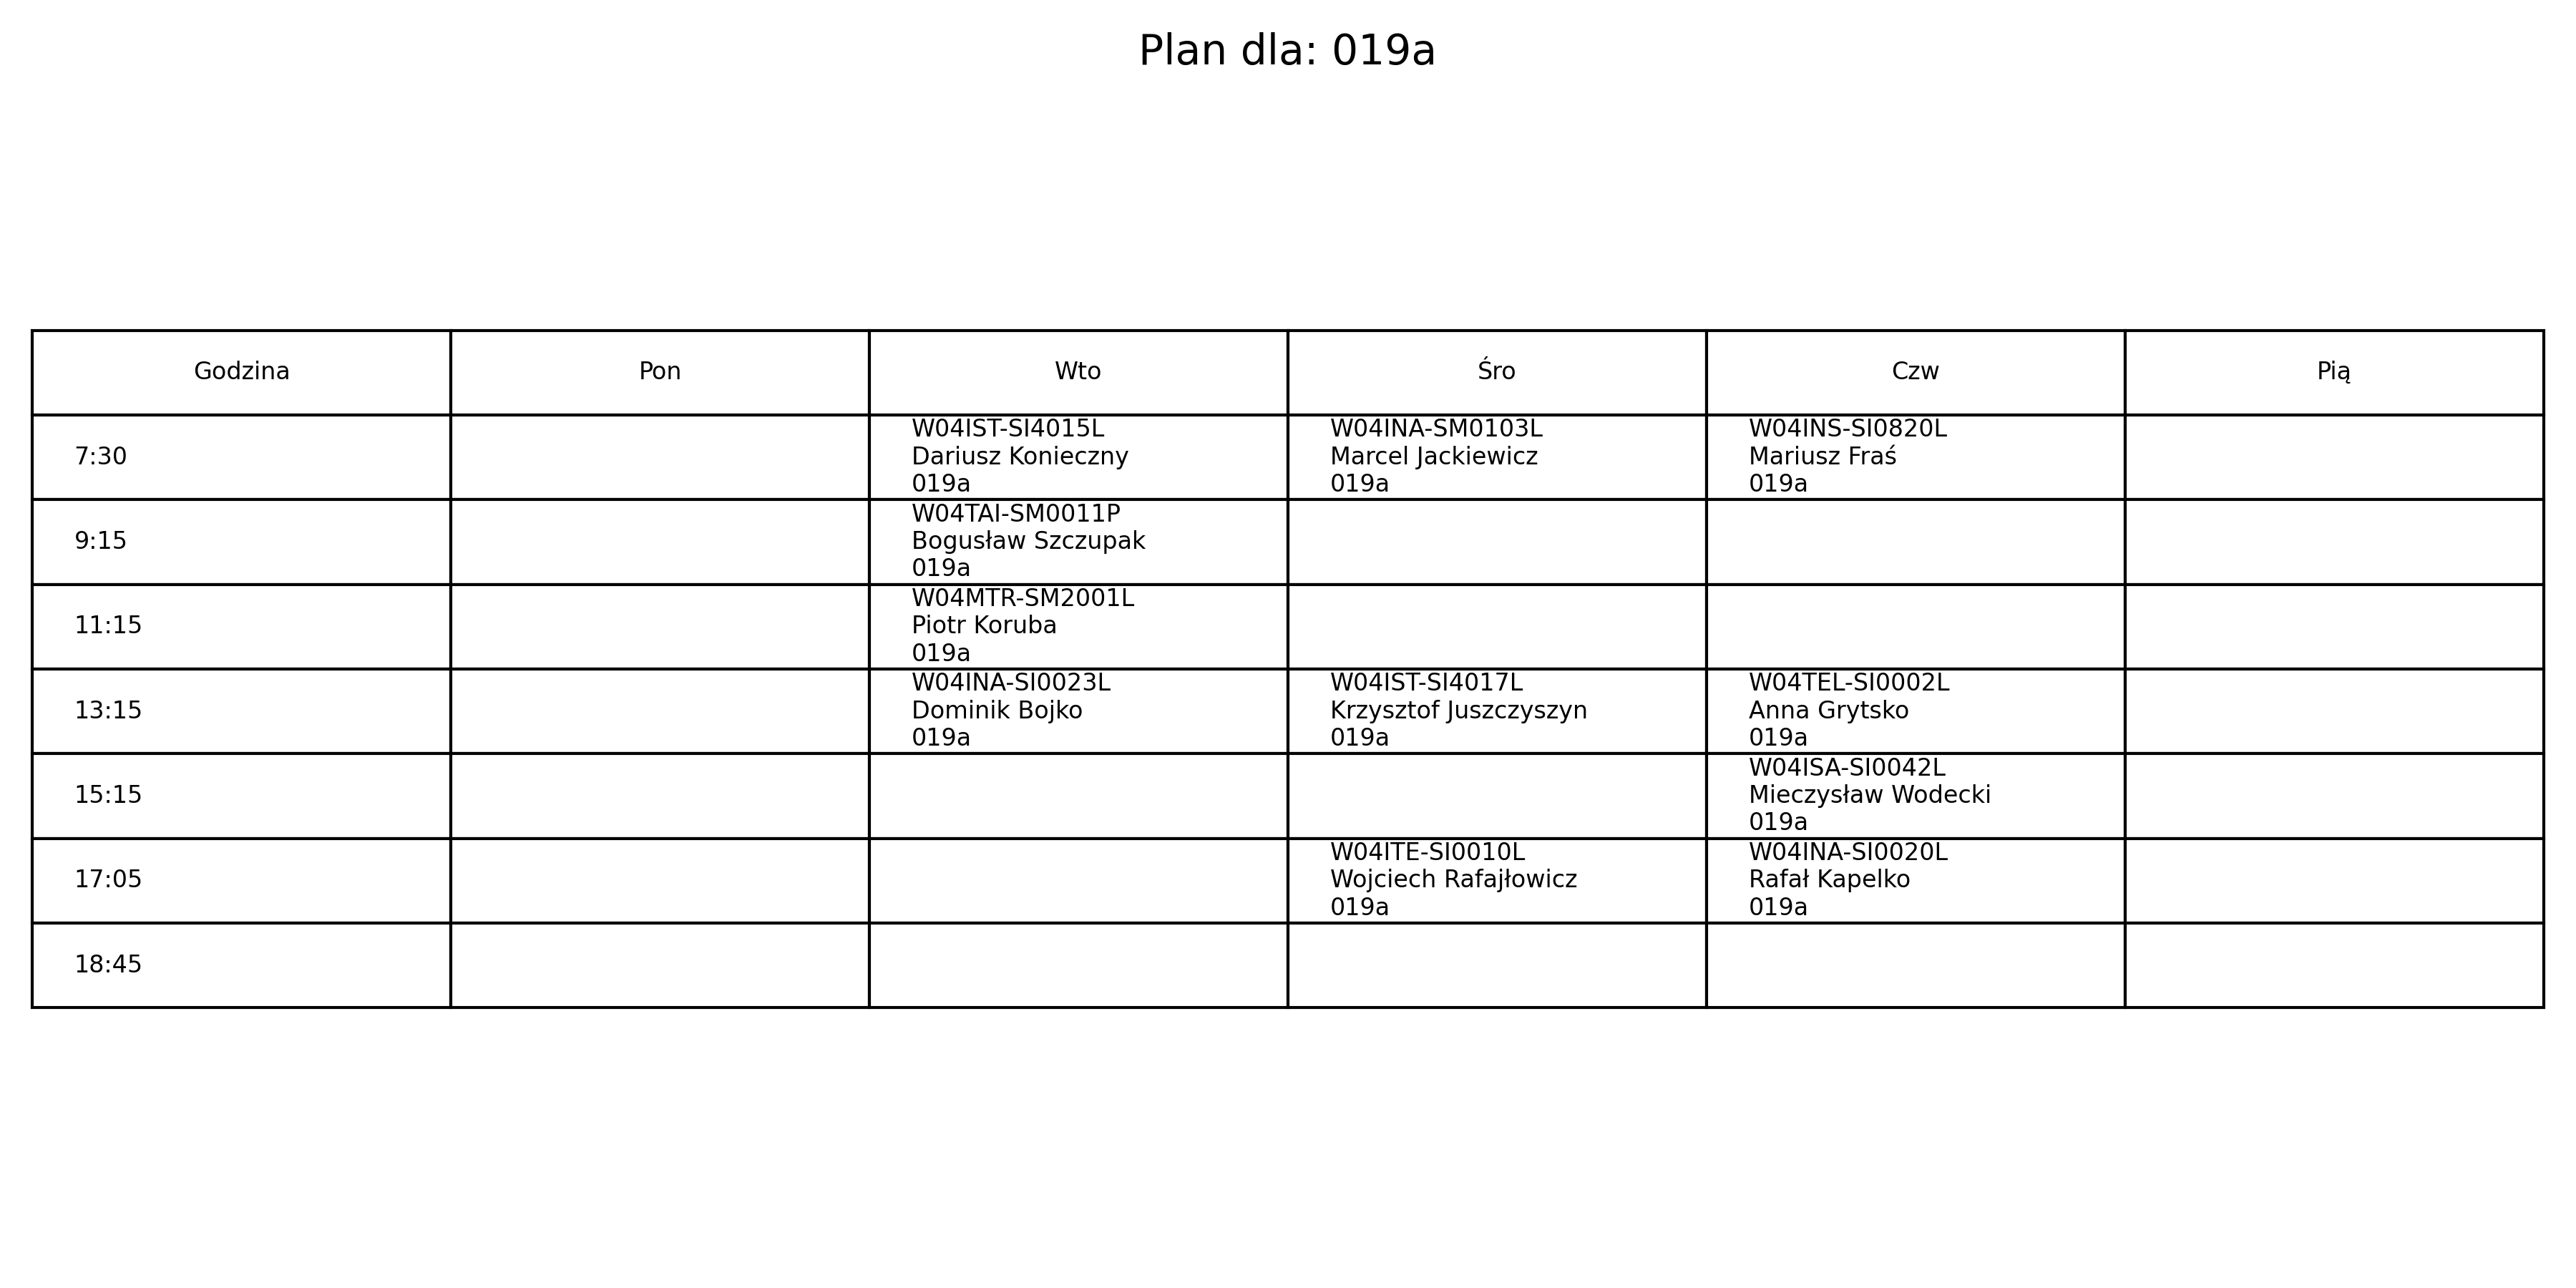 Plan dla: 019a
Godzina
Pon
Wto
Śro
Czw
Pią
7:30
W04IST-SI4015L
Dariusz Konieczny
019a
W04INA-SM0103L
Marcel Jackiewicz
019a
W04INS-SI0820L
Mariusz Fraś
019a
9:15
W04TAI-SM0011P
Bogusław Szczupak
019a
11:15
W04MTR-SM2001L
Piotr Koruba
019a
13:15
W04INA-SI0023L
Dominik Bojko
019a
W04IST-SI4017L
Krzysztof Juszczyszyn
019a
W04TEL-SI0002L
Anna Grytsko
019a
15:15
W04ISA-SI0042L
Mieczysław Wodecki
019a
17:05
W04ITE-SI0010L
Wojciech Rafajłowicz
019a
W04INA-SI0020L
Rafał Kapelko
019a
18:45